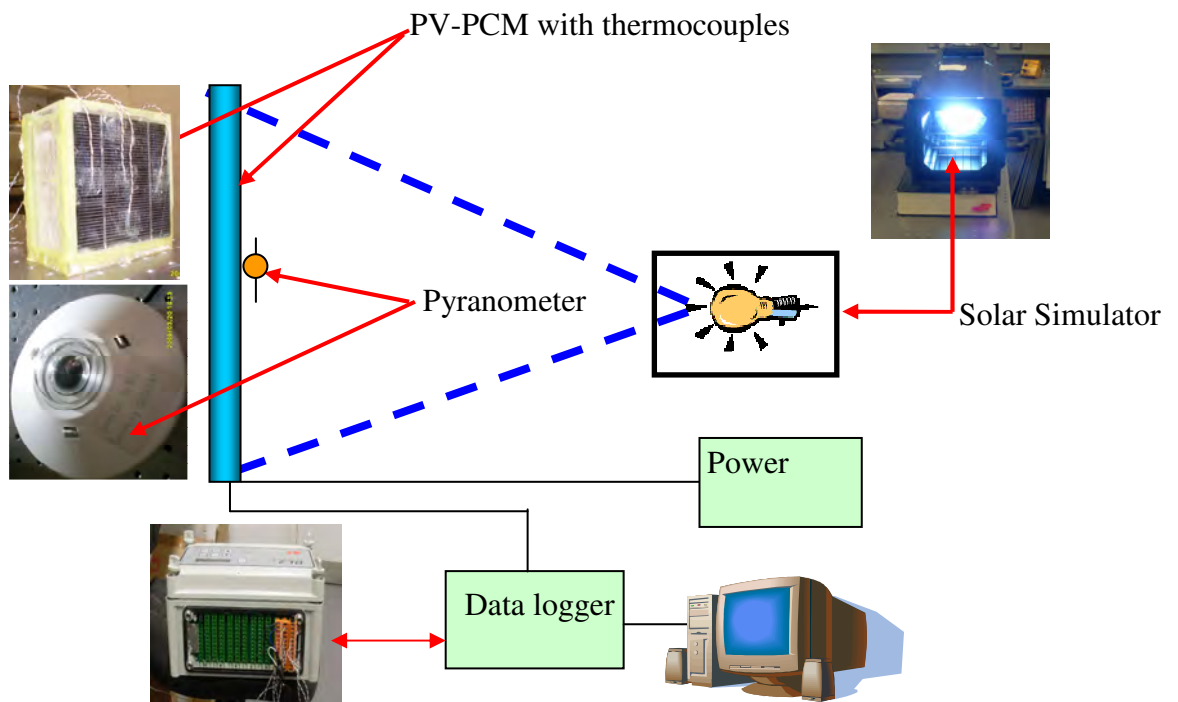 PV-PCM with thermocouples
Pyranometer
Solar Simulator
Power
Data logger